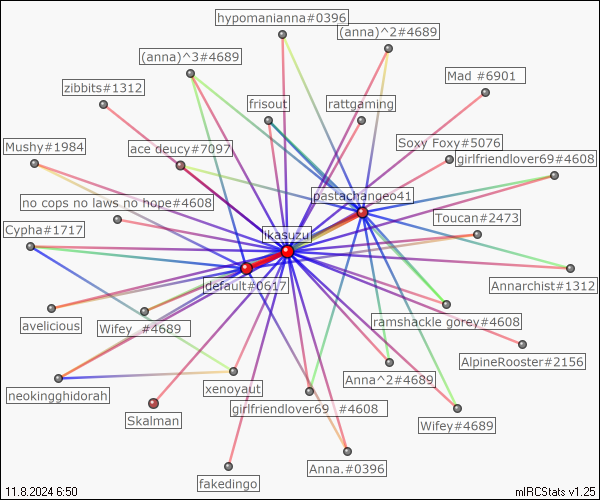 hypomanianna#0396
(anna)^2#4689
(anna)^3#4689
Mad #6901
zibbits#1312
frisout
rattgaming
Soxy Foxy#5076
Mushy#1984
ace deucy#7097
girlfriendlover69#4608
pastachangeo41
no cops no laws no hope#4608
Toucan#2473
Cypha#1717
ikasuzu
default#0617
Annarchist#1312
avelicious
Wifey #4689
ramshackle gorey#4608
AlpineRooster#2156
neokingghidorah
xenoyaut
Anna^2#4689
girlfriendlover69 #4608
Skalman
Wifey#4689
Anna.#0396
fakedingo
11.8.2024 6:50
mIRCStats v1.25